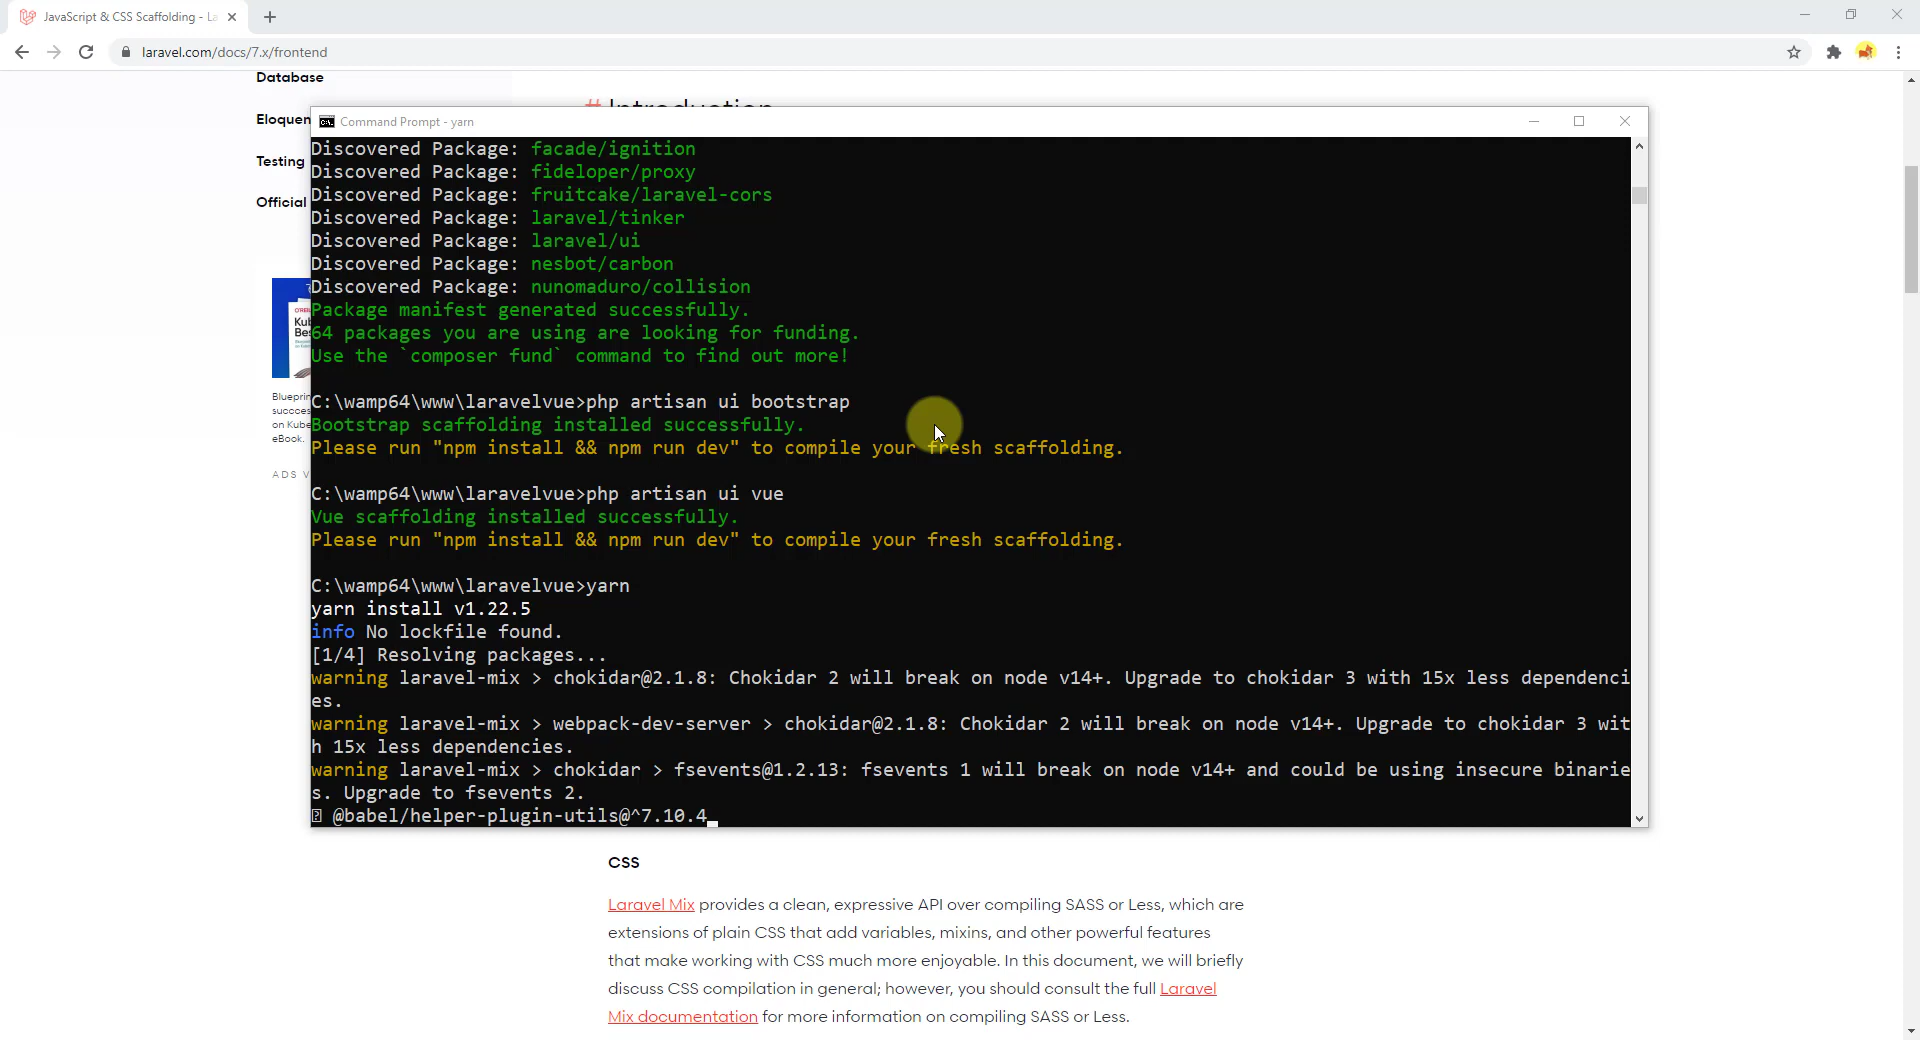 JavaScript & CSS Scaffolding - La
laravel.com/docs/7.x/frontend
Database
# Introduction
Eloquen
Command Prompt - yarn
Testing
Official
Discovered Package: facade/ignition
Discovered Package: fideloper/proxy
Discovered Package: fruitcake/laravel-cors
Discovered Package: laravel/tinker
Discovered Package: laravel/ui
Discovered Package: nesbot/carbon
Discovered Package: nunomaduro/collision
Package manifest generated successfully.
64 packages you are using are looking for funding.
Use the `composer fund` command to find out more!
Blueprin
succces
on Kube
eBook.
ADS V
C:\wamp64\www\laravelvue>php artisan ui bootstrap
Bootstrap scaffolding installed successfully.
Please run "npm install && npm run dev" to compile your fresh scaffolding.
C:\wamp64\www\laravelvue>php artisan ui vue
Vue scaffolding installed successfully.
Please run "npm install && npm run dev" to compile your fresh scaffolding.
C:\wamp64\www\laravelvue>yarn
yarn install v1.22.5
info No lockfile found.
[1/4] Resolving packages...
warning laravel-mix > chokidar@2.1.8: Chokidar 2 will break on node v14+. Upgrade to chokidar 3 with 15x less dependenci
es.
warning laravel-mix > webpack-dev-server > chokidar@2.1.8: Chokidar 2 will break on node v14+. Upgrade to chokidar 3 wit
h 15x less dependencies.
warning laravel-mix > chokidar > fsevents@1.2.13: fsevents 1 will break on node v14+ and could be using insecure binarie
s. Upgrade to fsevents 2.
@babel/helper-plugin-utils@^7.10.4
CSS
Laravel Mix provides a clean, expressive API over compiling SASS or Less, which are
extensions of plain CSS that add variables, mixins, and other powerful features
that make working with CSS much more enjoyable. In this document, we will briefly
discuss CSS compilation in general; however, you should consult the full Laravel
Mix documentation for more information on compiling SASS or Less.